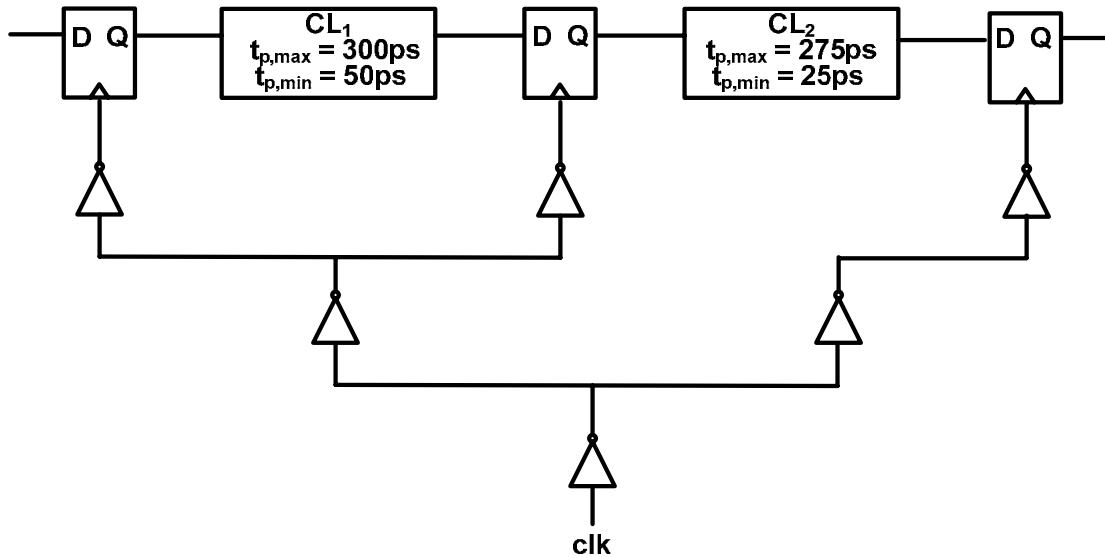 D Q
CL₁
tp,max = 300ps
tp,min = 50ps
D Q
CL₂
tp,max = 275ps
tp,min = 25ps
D Q
clk